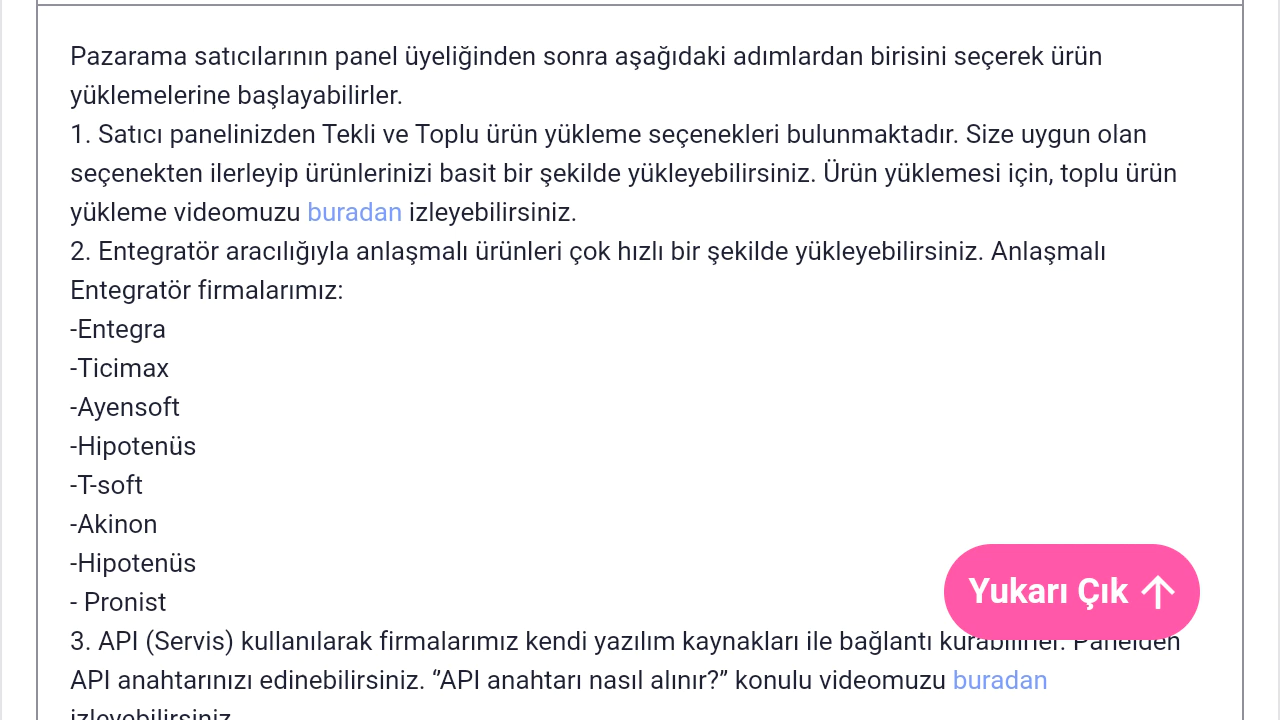 Pazarama satıcılarının panel üyeliğinden sonra aşağıdaki adımlardan birisini seçerek ürün
yüklemelerine başlayabilirler.
1. Satıcı panelinizden Tekli ve Toplu ürün yükleme seçenekleri bulunmaktadır. Size uygun olan
seçenekten ilerleyip ürünlerinizi basit bir şekilde yükleyebilirsiniz. Ürün yüklemesi için, toplu ürün
yükleme videomuzu buradan izleyebilirsiniz.
2. Entegratör aracılığıyla anlaşmalı ürünleri çok hızlı bir şekilde yükleyebilirsiniz. Anlaşmalı
Entegratör firmalarımız:
-Entegra
-Ticimax
-Ayensoft
-Hipotenüs
-T-soft
-Akinon
-Hipotenüs
- Pronist
Yukarı Çık
3. API (Servis) kullanılarak firmalarımız kendi yazılım kaynakları ile bağlantı kurabilirler. Panelden
API anahtarınızı edinebilirsiniz. ‘’API anahtarı nasıl alınır?” konulu videomuzu buradan
izleyebilirsiniz.